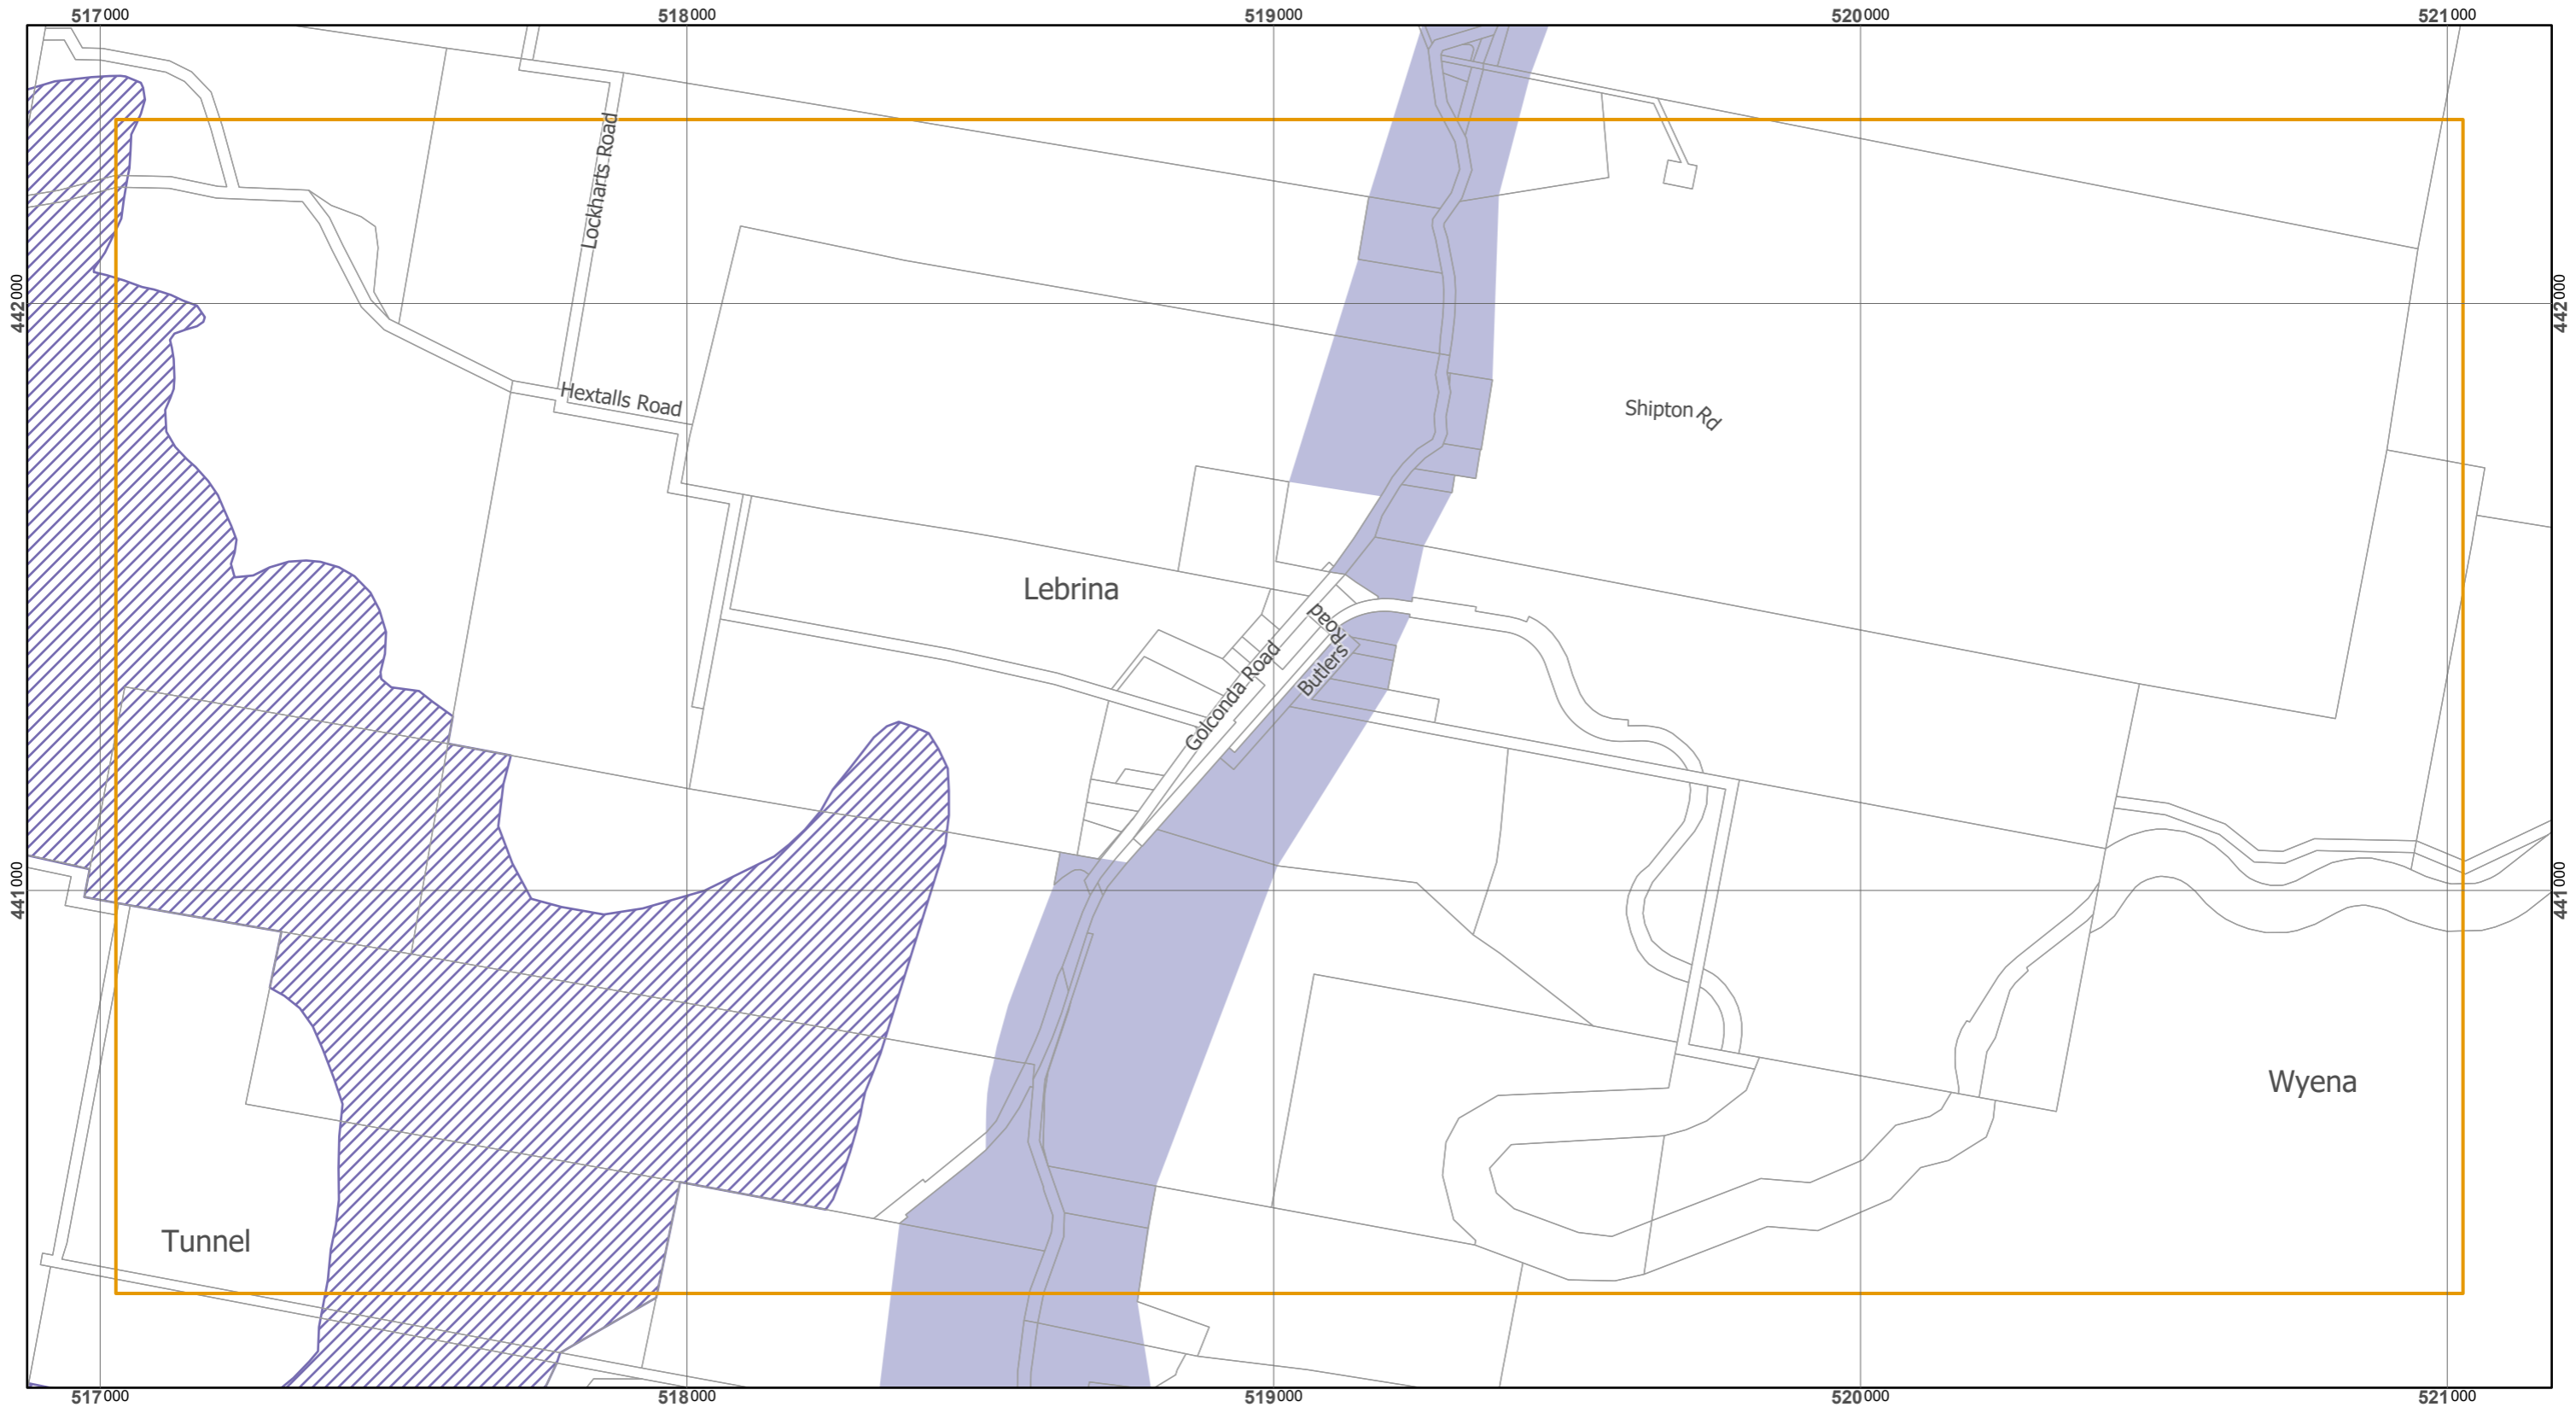 517000 518000 519000 520000 521000
Lockharts Road
442000
442000
Hextalls Road
Shipton Rd
Lebrina
Golconda Road
Butlers Road
441000
441000
Wyena
Tunnel
517000 518000 519000 520000 521000